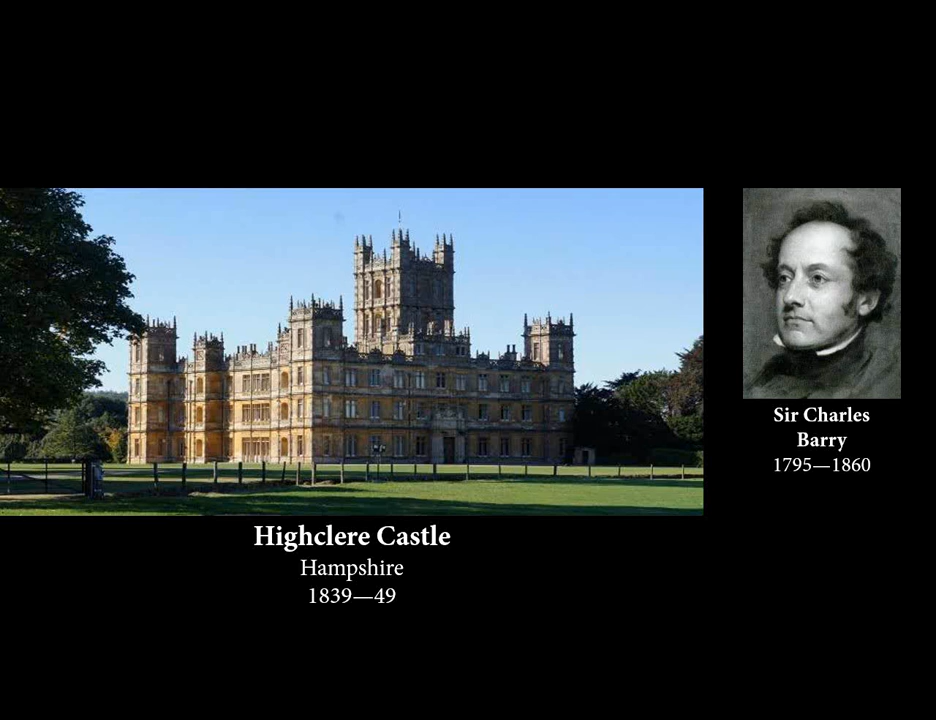 Highclere Castle
Hampshire
1839—49
Sir Charles
Barry
1795—1860